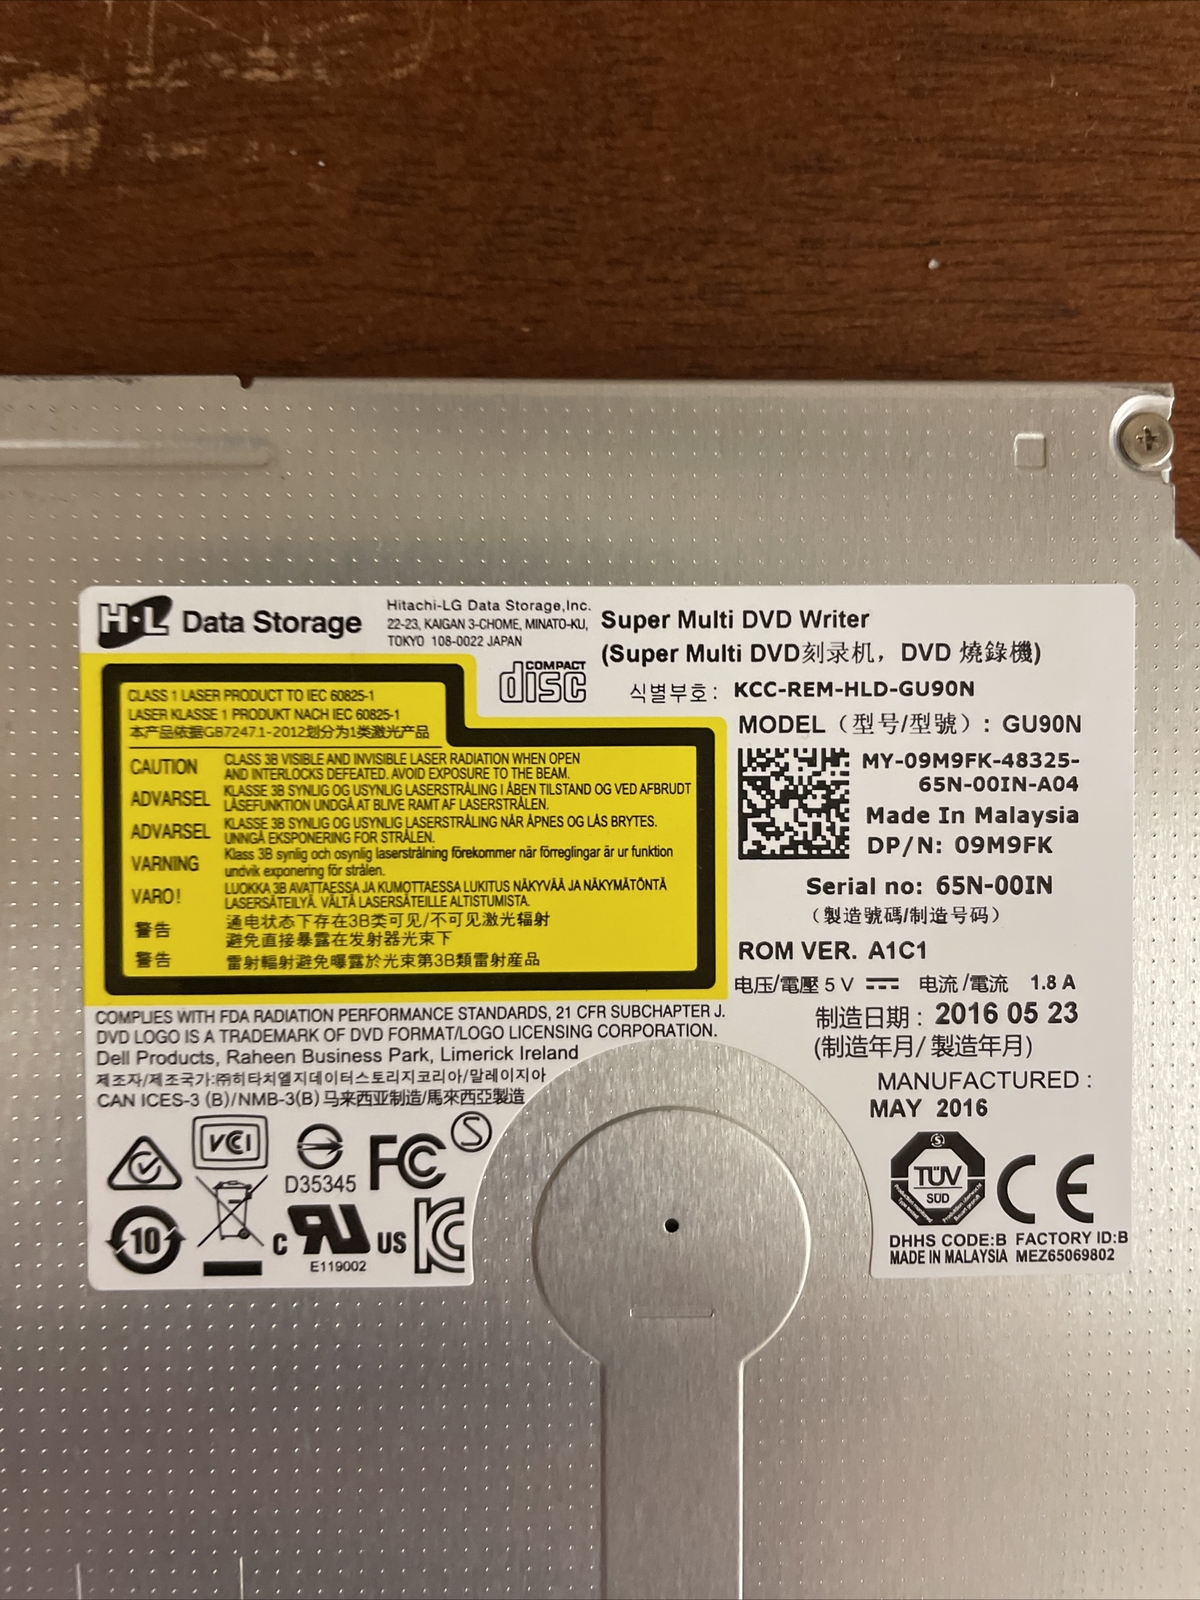 H·L Data Storage
Hitachi-LG Data Storage,Inc.
22-23, KAIGAN 3-CHOME, MINATO-KU,
TOKYO 108-0022 JAPAN
COMPACT
disc
Super Multi DVD Writer
(Super Multi DVD刻录机，DVD 燒錄機)
식별부호: KCC-REM-HLD-GU90N
MODEL（型号/型號）: GU90N
MY-09M9FK-48325-
65N-00IN-A04
Made In Malaysia
DP/N: 09M9FK
Serial no: 65N-00IN
（製造號碼/制造号码）
ROM VER. A1C1
电压/電壓 5 V 电流/電流 1.8 A
制造日期: 2016 05 23
(制造年月/ 製造年月)
MANUFACTURED :
MAY 2016
CLASS 1 LASER PRODUCT TO IEC 60825-1
LASER KLASSE 1 PRODUKT NACH IEC 60825-1
本产品依据GB7247.1-2012划分为1类激光产品
CAUTION CLASS 3B VISIBLE AND INVISIBLE LASER RADIATION WHEN OPEN
AND INTERLOCKS DEFEATED. AVOID EXPOSURE TO THE BEAM.
ADVARSEL KLASSE 3B SYNLIG OG USYNLIG LASERSTRÅLING I ÅBEN TILSTAND OG VED AFBRUDT
LÅSEFUNKTION UNDGÅ AT BLIVE RAMT AF LASERSTRÅLEN.
ADVARSEL KLASSE 3B SYNLIG OG USYNLIG LASERSTRÅLING NÅR ÅPNES OG LÅS BRYTES.
UNNGÅ EKSPONERING FOR STRÅLEN.
VARNING Klass 3B synlig och osynlig laserstrålning förekommer när förreglingar är ur funktion
undvik exponering för strålen.
VARO! LUOKKA 3B AVATTAESSA JA KUMOTTAESSA LUKITUS NÄKYVÄÄ JA NÄKYMÄTÖNTÄ
LASERSÄTEILYÄ. VÄLTÄ LASERSÄTEILLE ALTISTUMISTA.
警告 通电状态下存在3B类可见/不可见激光辐射
避免直接暴露在发射器光束下
警告 雷射輻射避免曝露於光束第3B類雷射産品
COMPLIES WITH FDA RADIATION PERFORMANCE STANDARDS, 21 CFR SUBCHAPTER J.
DVD LOGO IS A TRADEMARK OF DVD FORMAT/LOGO LICENSING CORPORATION.
Dell Products, Raheen Business Park, Limerick Ireland
제조자/제조국가:㈜히타치엘지데이터스토리지코리아/말레이지아
CAN ICES-3 (B)/NMB-3(B) 马来西亚制造/馬來西亞製造
VCI
D35345
FC
S
10
C UL US
E119002
KC
S
TÜV
SÜD
CE
DHHS CODE:B FACTORY ID:B
MADE IN MALAYSIA MEZ65069802